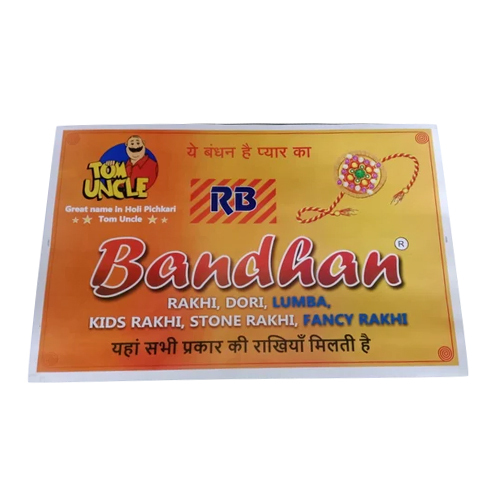 ये बंधन है प्यार का
TOM
UNCLE
Great name in Holi Pichkari
Tom Uncle
RB
Bandhan ®
RAKHI, DORI, LUMBA,
KIDS RAKHI, STONE RAKHI, FANCY RAKHI
यहां सभी प्रकार की राखियाँ मिलती है